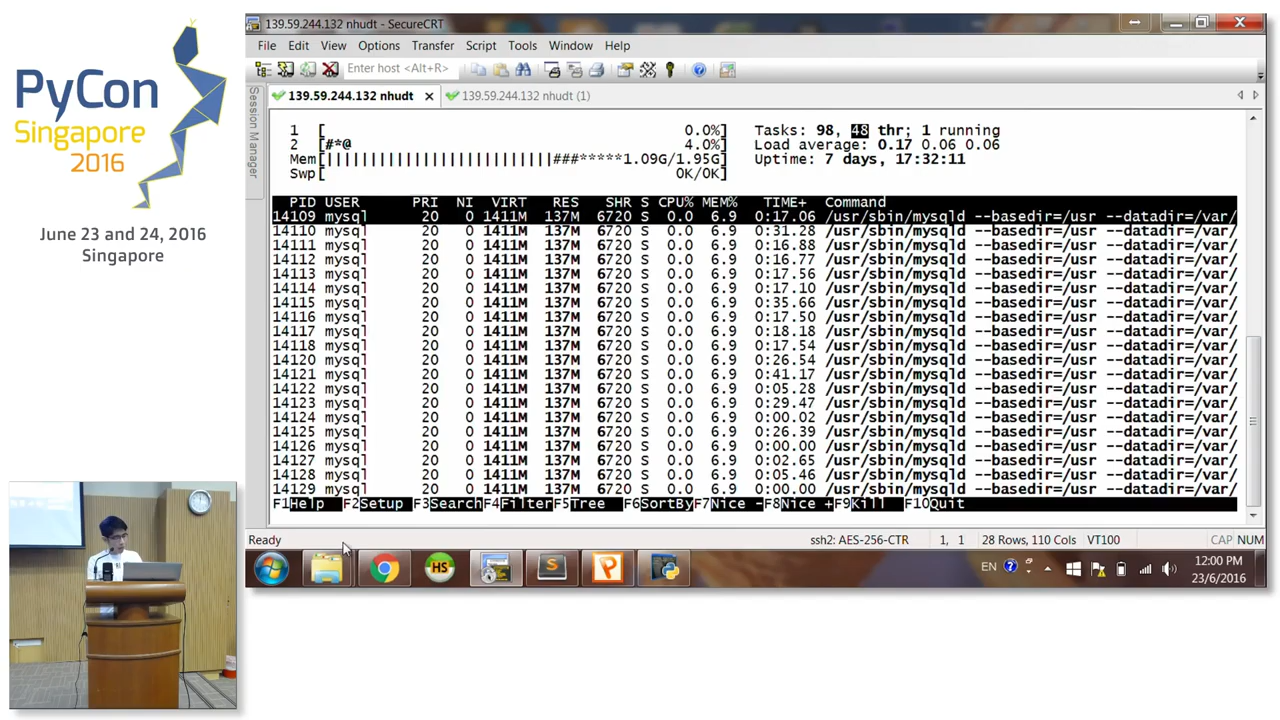 PyCon
Singapore
2016
June 23 and 24, 2016
Singapore
139.59.244.132 nhudt - SecureCRT
File Edit View Options Transfer Script Tools Window Help
Enter host <Alt+R>
Session Manager
139.59.244.132 nhudt 139.59.244.132 nhudt (1)
1 [ 0.0%] Tasks: 98, 48 thr; 1 running
2 [#*@ 4.0%] Load average: 0.17 0.06 0.06
Mem[||||||||||||||||||||||||||###*****1.09G/1.95G] Uptime: 7 days, 17:32:11
Swp[ 0K/0K]
PID USER PRI NI VIRT RES SHR S CPU% MEM% TIME+ Command
14109 mysql 20 0 1411M 137M 6720 S 0.0 6.9 0:17.06 /usr/sbin/mysqld --basedir=/usr --datadir=/var/
14110 mysql 20 0 1411M 137M 6720 S 0.0 6.9 0:31.28 /usr/sbin/mysqld --basedir=/usr --datadir=/var/
14111 mysql 20 0 1411M 137M 6720 S 0.0 6.9 0:16.88 /usr/sbin/mysqld --basedir=/usr --datadir=/var/
14112 mysql 20 0 1411M 137M 6720 S 0.0 6.9 0:16.77 /usr/sbin/mysqld --basedir=/usr --datadir=/var/
14113 mysql 20 0 1411M 137M 6720 S 0.0 6.9 0:17.56 /usr/sbin/mysqld --basedir=/usr --datadir=/var/
14114 mysql 20 0 1411M 137M 6720 S 0.0 6.9 0:17.10 /usr/sbin/mysqld --basedir=/usr --datadir=/var/
14115 mysql 20 0 1411M 137M 6720 S 0.0 6.9 0:35.66 /usr/sbin/mysqld --basedir=/usr --datadir=/var/
14116 mysql 20 0 1411M 137M 6720 S 0.0 6.9 0:17.50 /usr/sbin/mysqld --basedir=/usr --datadir=/var/
14117 mysql 20 0 1411M 137M 6720 S 0.0 6.9 0:18.18 /usr/sbin/mysqld --basedir=/usr --datadir=/var/
14118 mysql 20 0 1411M 137M 6720 S 0.0 6.9 0:17.54 /usr/sbin/mysqld --basedir=/usr --datadir=/var/
14120 mysql 20 0 1411M 137M 6720 S 0.0 6.9 0:26.54 /usr/sbin/mysqld --basedir=/usr --datadir=/var/
14121 mysql 20 0 1411M 137M 6720 S 0.0 6.9 0:41.17 /usr/sbin/mysqld --basedir=/usr --datadir=/var/
14122 mysql 20 0 1411M 137M 6720 S 0.0 6.9 0:05.28 /usr/sbin/mysqld --basedir=/usr --datadir=/var/
14123 mysql 20 0 1411M 137M 6720 S 0.0 6.9 0:29.47 /usr/sbin/mysqld --basedir=/usr --datadir=/var/
14124 mysql 20 0 1411M 137M 6720 S 0.0 6.9 0:00.02 /usr/sbin/mysqld --basedir=/usr --datadir=/var/
14125 mysql 20 0 1411M 137M 6720 S 0.0 6.9 0:26.39 /usr/sbin/mysqld --basedir=/usr --datadir=/var/
14126 mysql 20 0 1411M 137M 6720 S 0.0 6.9 0:00.00 /usr/sbin/mysqld --basedir=/usr --datadir=/var/
14127 mysql 20 0 1411M 137M 6720 S 0.0 6.9 0:02.65 /usr/sbin/mysqld --basedir=/usr --datadir=/var/
14128 mysql 20 0 1411M 137M 6720 S 0.0 6.9 0:05.46 /usr/sbin/mysqld --basedir=/usr --datadir=/var/
14129 mysql 20 0 1411M 137M 6720 S 0.0 6.9 0:00.00 /usr/sbin/mysqld --basedir=/usr --datadir=/var/
F1Help F2Setup F3SearchF4FilterF5Tree F6SortByF7Nice -F8Nice +F9Kill F10Quit
Ready ssh2: AES-256-CTR 1, 1 28 Rows, 110 Cols VT100 CAP NUM
HS S P EN 12:00 PM
23/6/2016